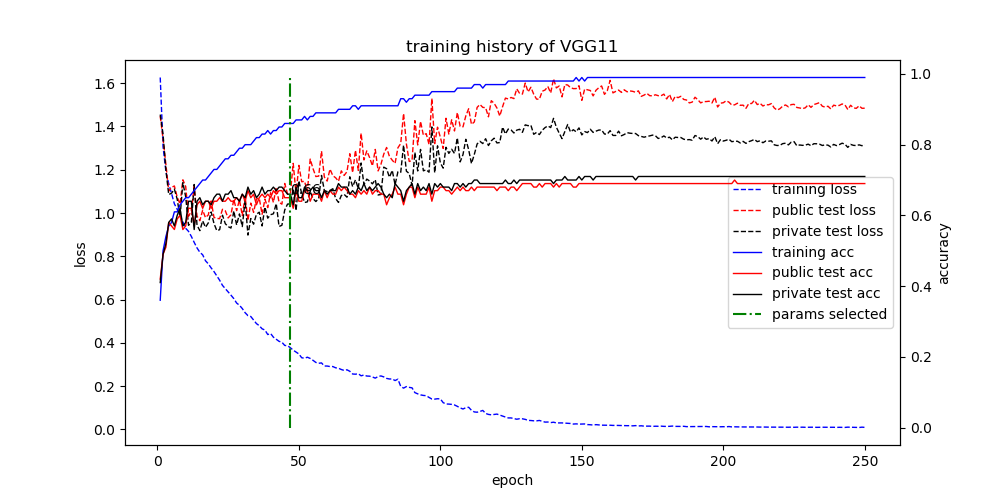 training history of VGG11
1.6
1.4
1.2
1.0
0.8
0.6
0.4
0.2
0.0
loss
1.0
0.8
0.6
0.4
0.2
0.0
accuracy
training loss
public test loss
private test loss
training acc
public test acc
private test acc
params selected
0 50 100 150 200 250
epoch